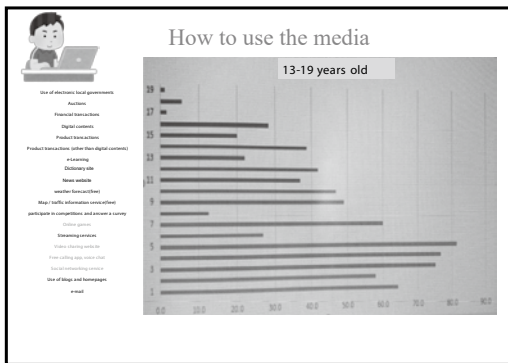 How to use the media
13-19 years old
Use of electronic local governments
Auctions
Financial transactions
Digital contents
Product transactions
Product transactions (other than digital contents)
e-Learning
Dictionary site
News website
weather forecast(free)
Map / traffic information service(free)
participate in competitions and answer a survey
Online games
Streaming services
Video sharing website
Free calling app, voice chat
Social networking service
Use of blogs and homepages
e-mail
19
17
15
13
11
9
7
5
3
1
0.0
10.0
20.0
30.0
40.0
50.0
60.0
70.0
80.0
90.0